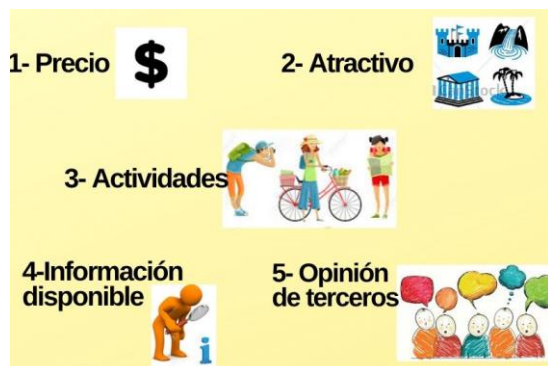 1- Precio $
2- Atractivo
3- Actividades
4-Información
disponible
i
5- Opinión
de terceros